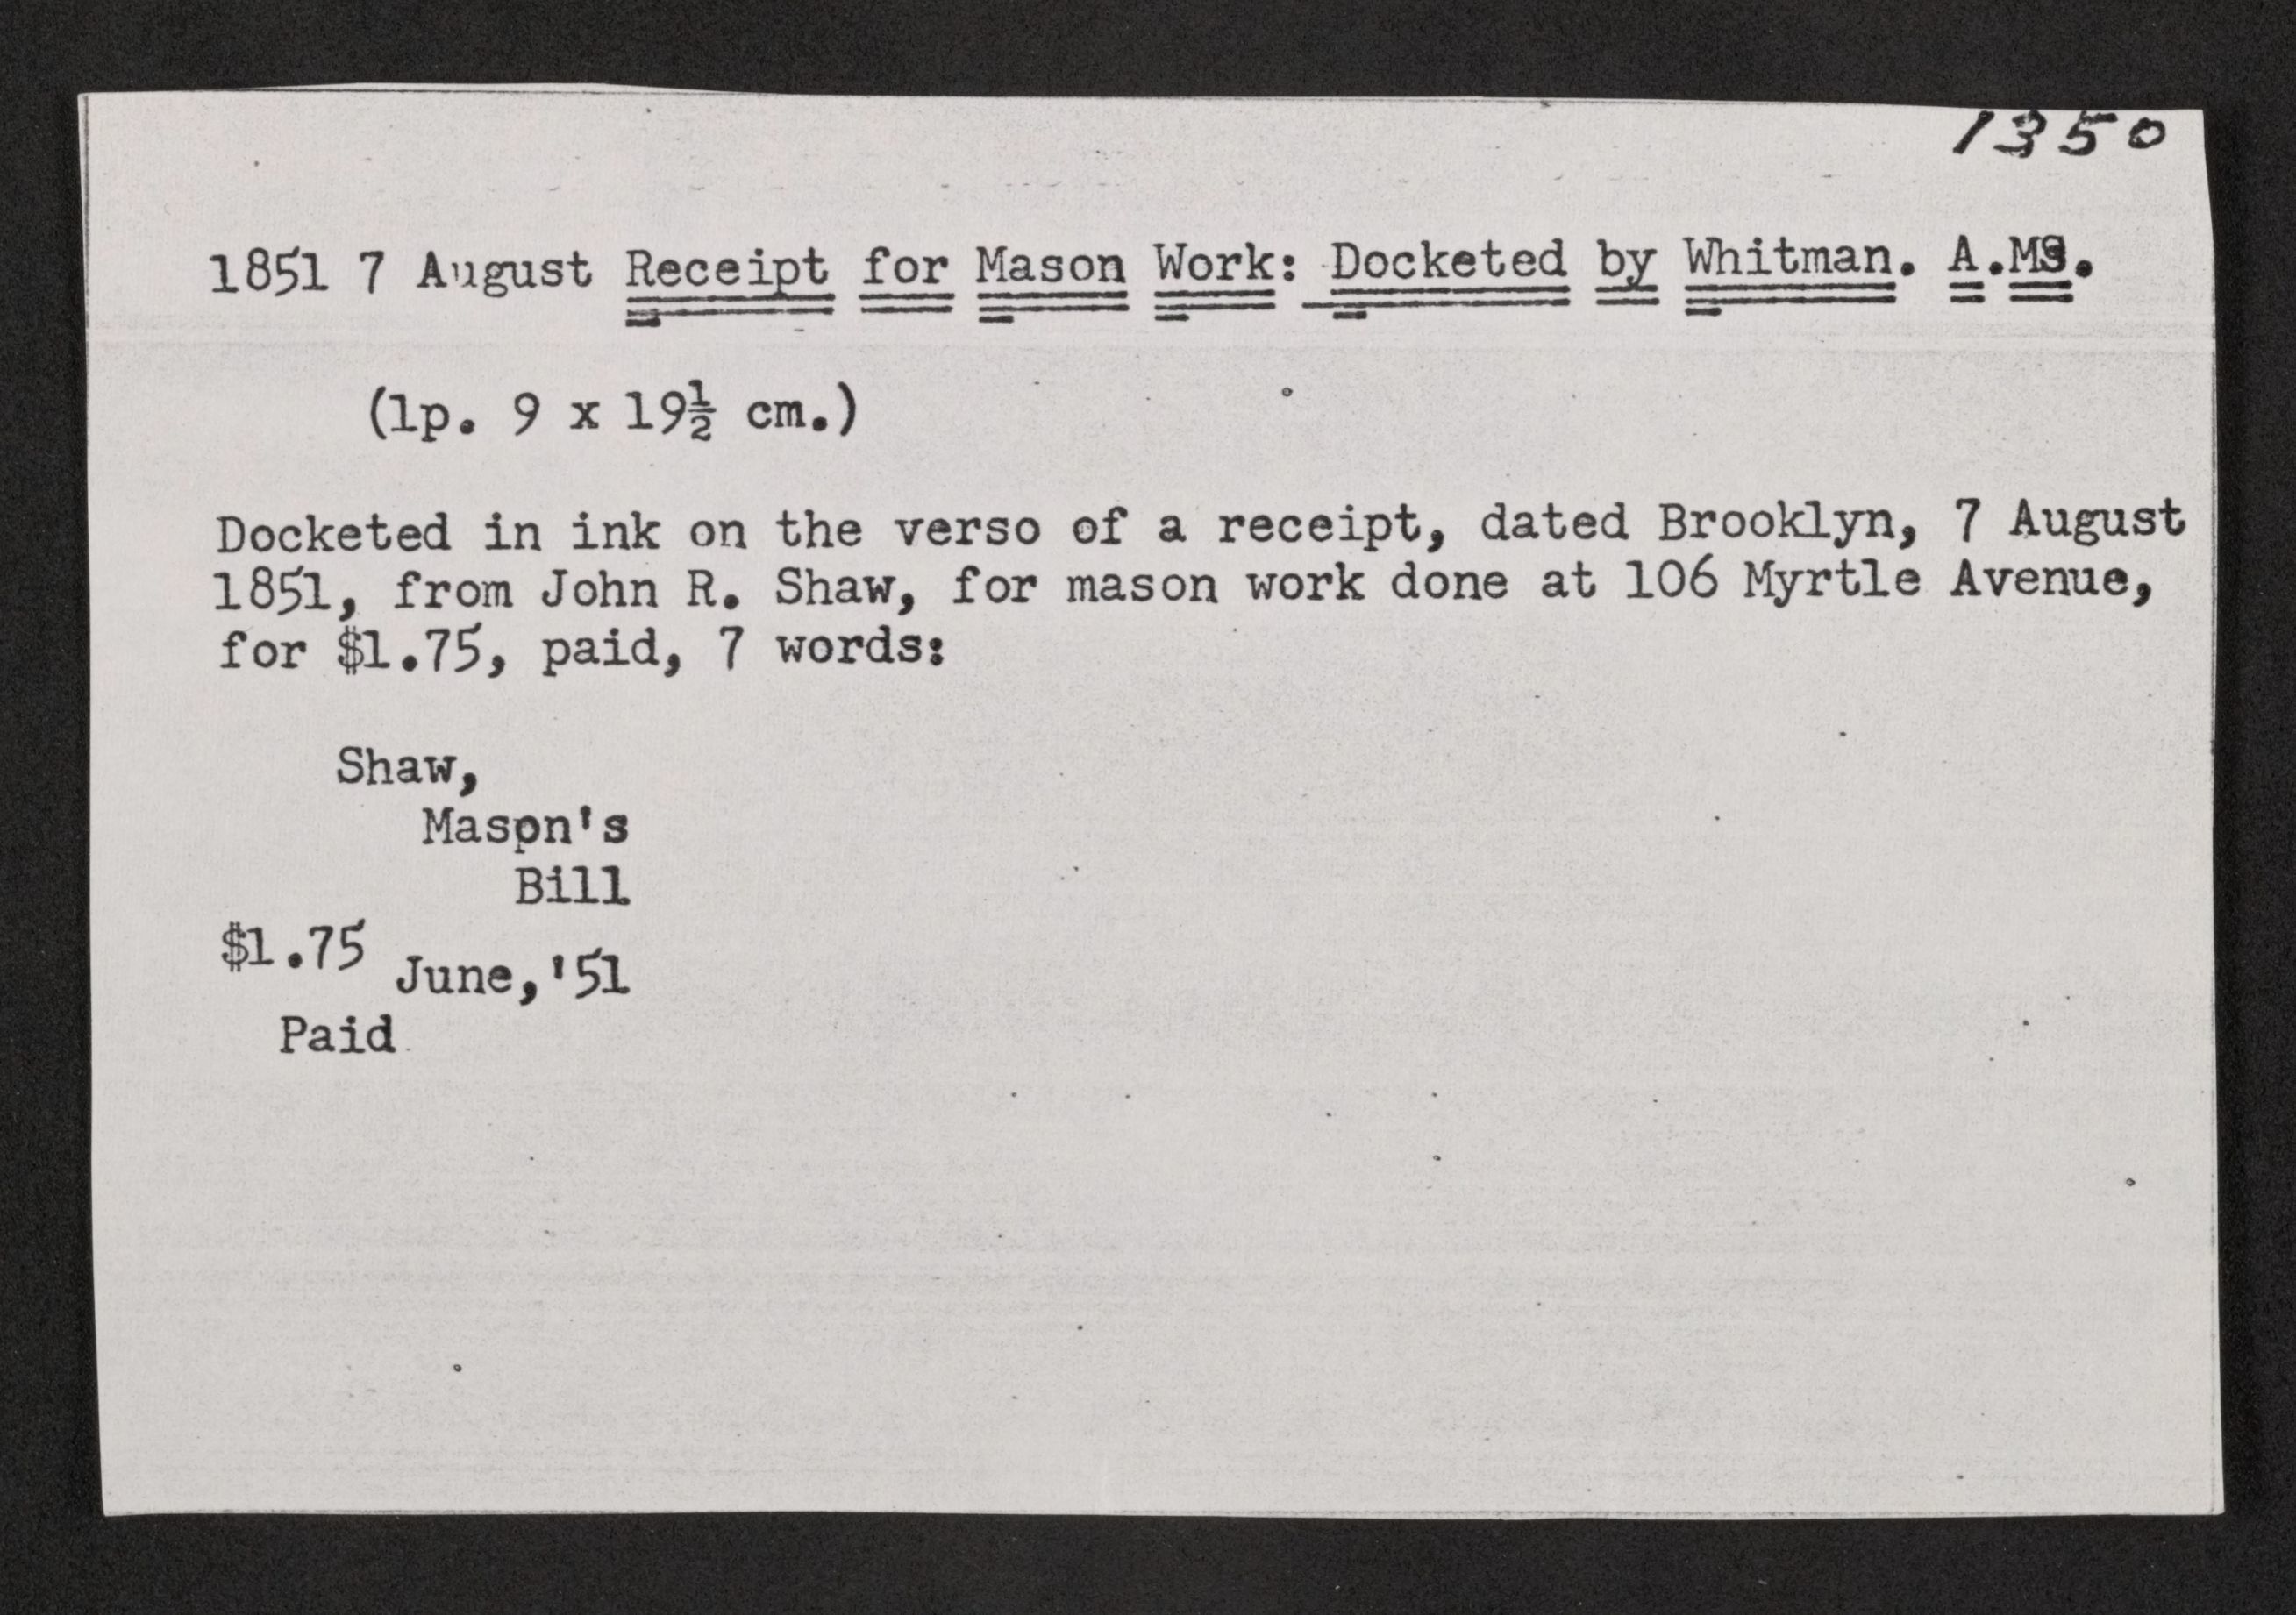 1350
1851 7 August Receipt for Mason Work: Docketed by Whitman. A.MS.
(1p. 9 x 19½ cm.)
Docketed in ink on the verso of a receipt, dated Brooklyn, 7 August
1851, from John R. Shaw, for mason work done at 106 Myrtle Avenue,
for $1.75, paid, 7 words:
Shaw,
Mason's
Bill
$1.75
June,'51
Paid